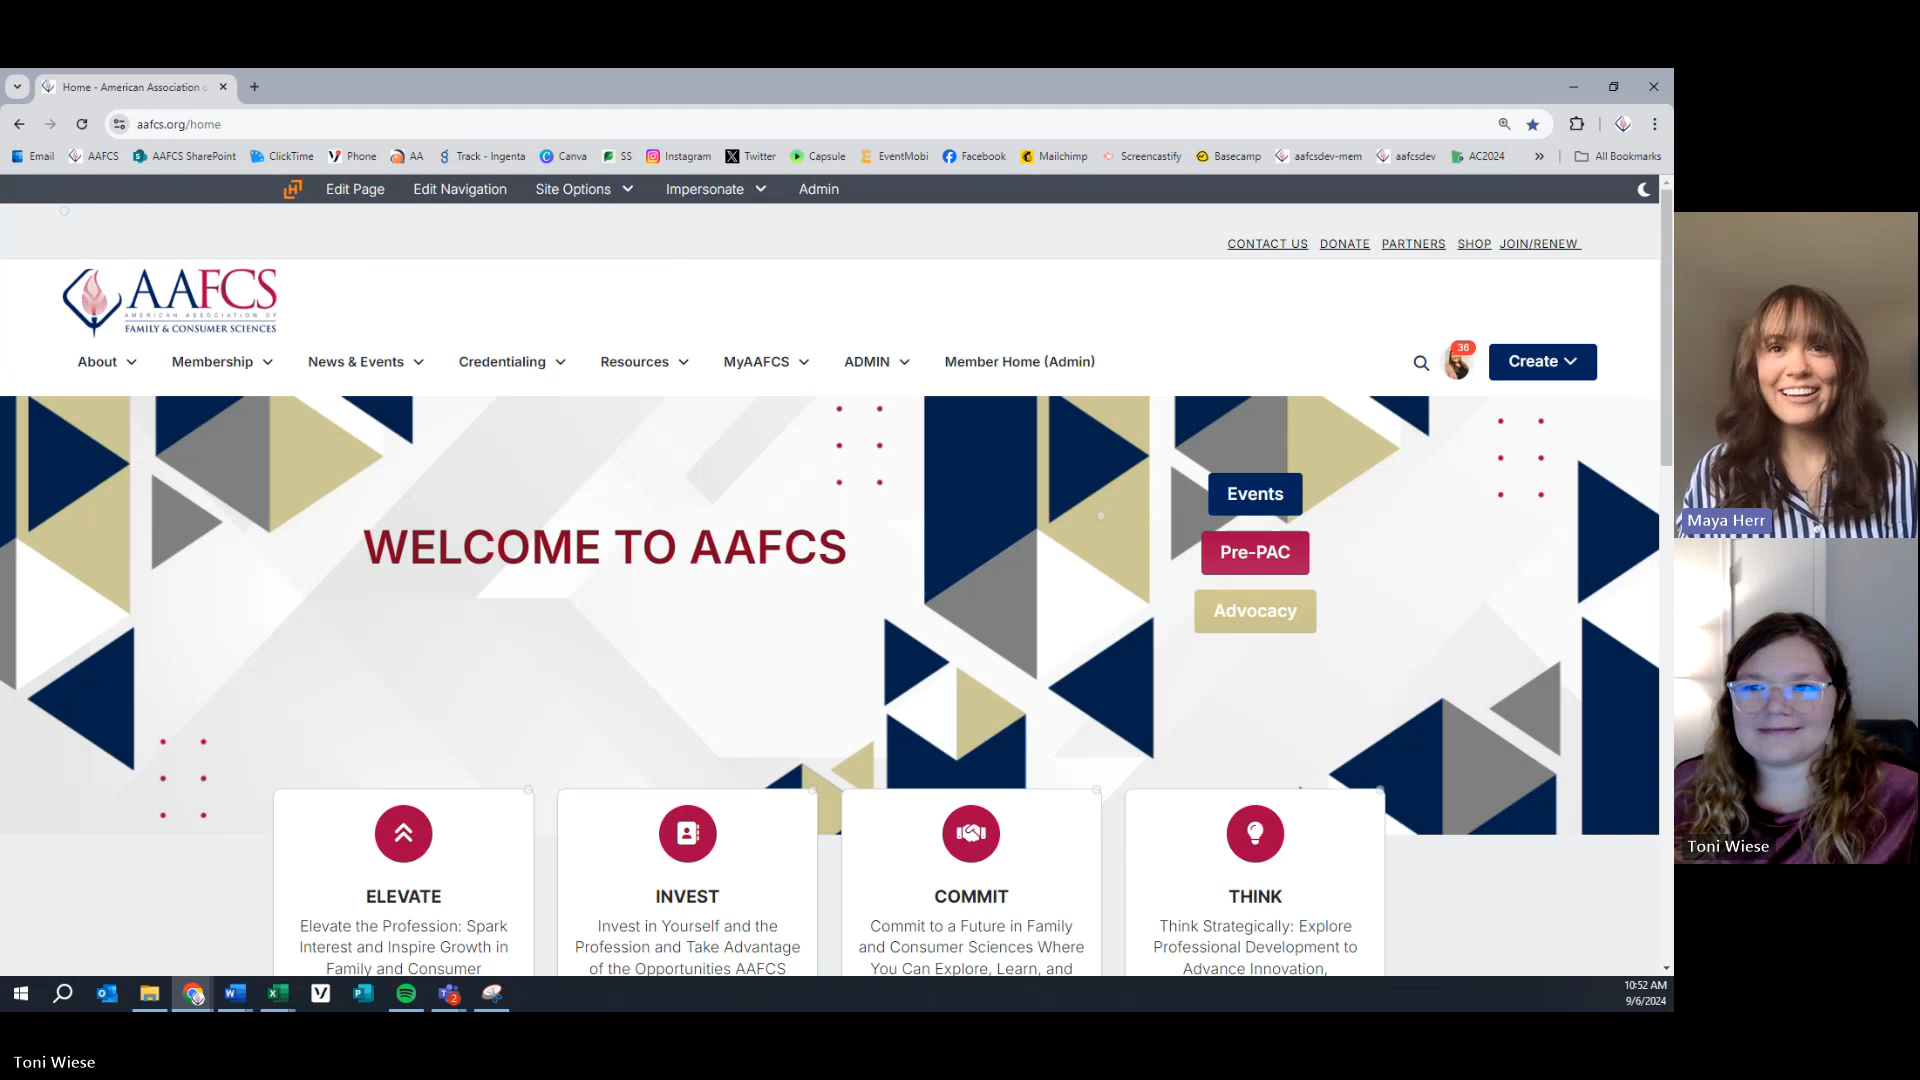 Home - American Association
aafcs.org/home
Email AAFCS AAFCS SharePoint ClickTime Phone AA Track - Ingenta Canva SS Instagram Twitter Capsule EventMobi Facebook Mailchimp Screencastify Basecamp aafcsdev-mem aafcsdev AC2024 » All Bookmarks
Edit Page Edit Navigation Site Options Impersonate Admin
CONTACT US DONATE PARTNERS SHOP JOIN/RENEW
AAFCS
AMERICAN ASSOCIATION OF
FAMILY & CONSUMER SCIENCES
About Membership News & Events Credentialing Resources MyAAFCS ADMIN Member Home (Admin) 36 Create
WELCOME TO AAFCS
Events
Pre-PAC
Advocacy
ELEVATE
Elevate the Profession: Spark
Interest and Inspire Growth in
Family and Consumer
INVEST
Invest in Yourself and the
Profession and Take Advantage
of the Opportunities AAFCS
COMMIT
Commit to a Future in Family
and Consumer Sciences Where
You Can Explore, Learn, and
THINK
Think Strategically: Explore
Professional Development to
Advance Innovation,
10:52 AM
9/6/2024
Maya Herr
Toni Wiese
Toni Wiese